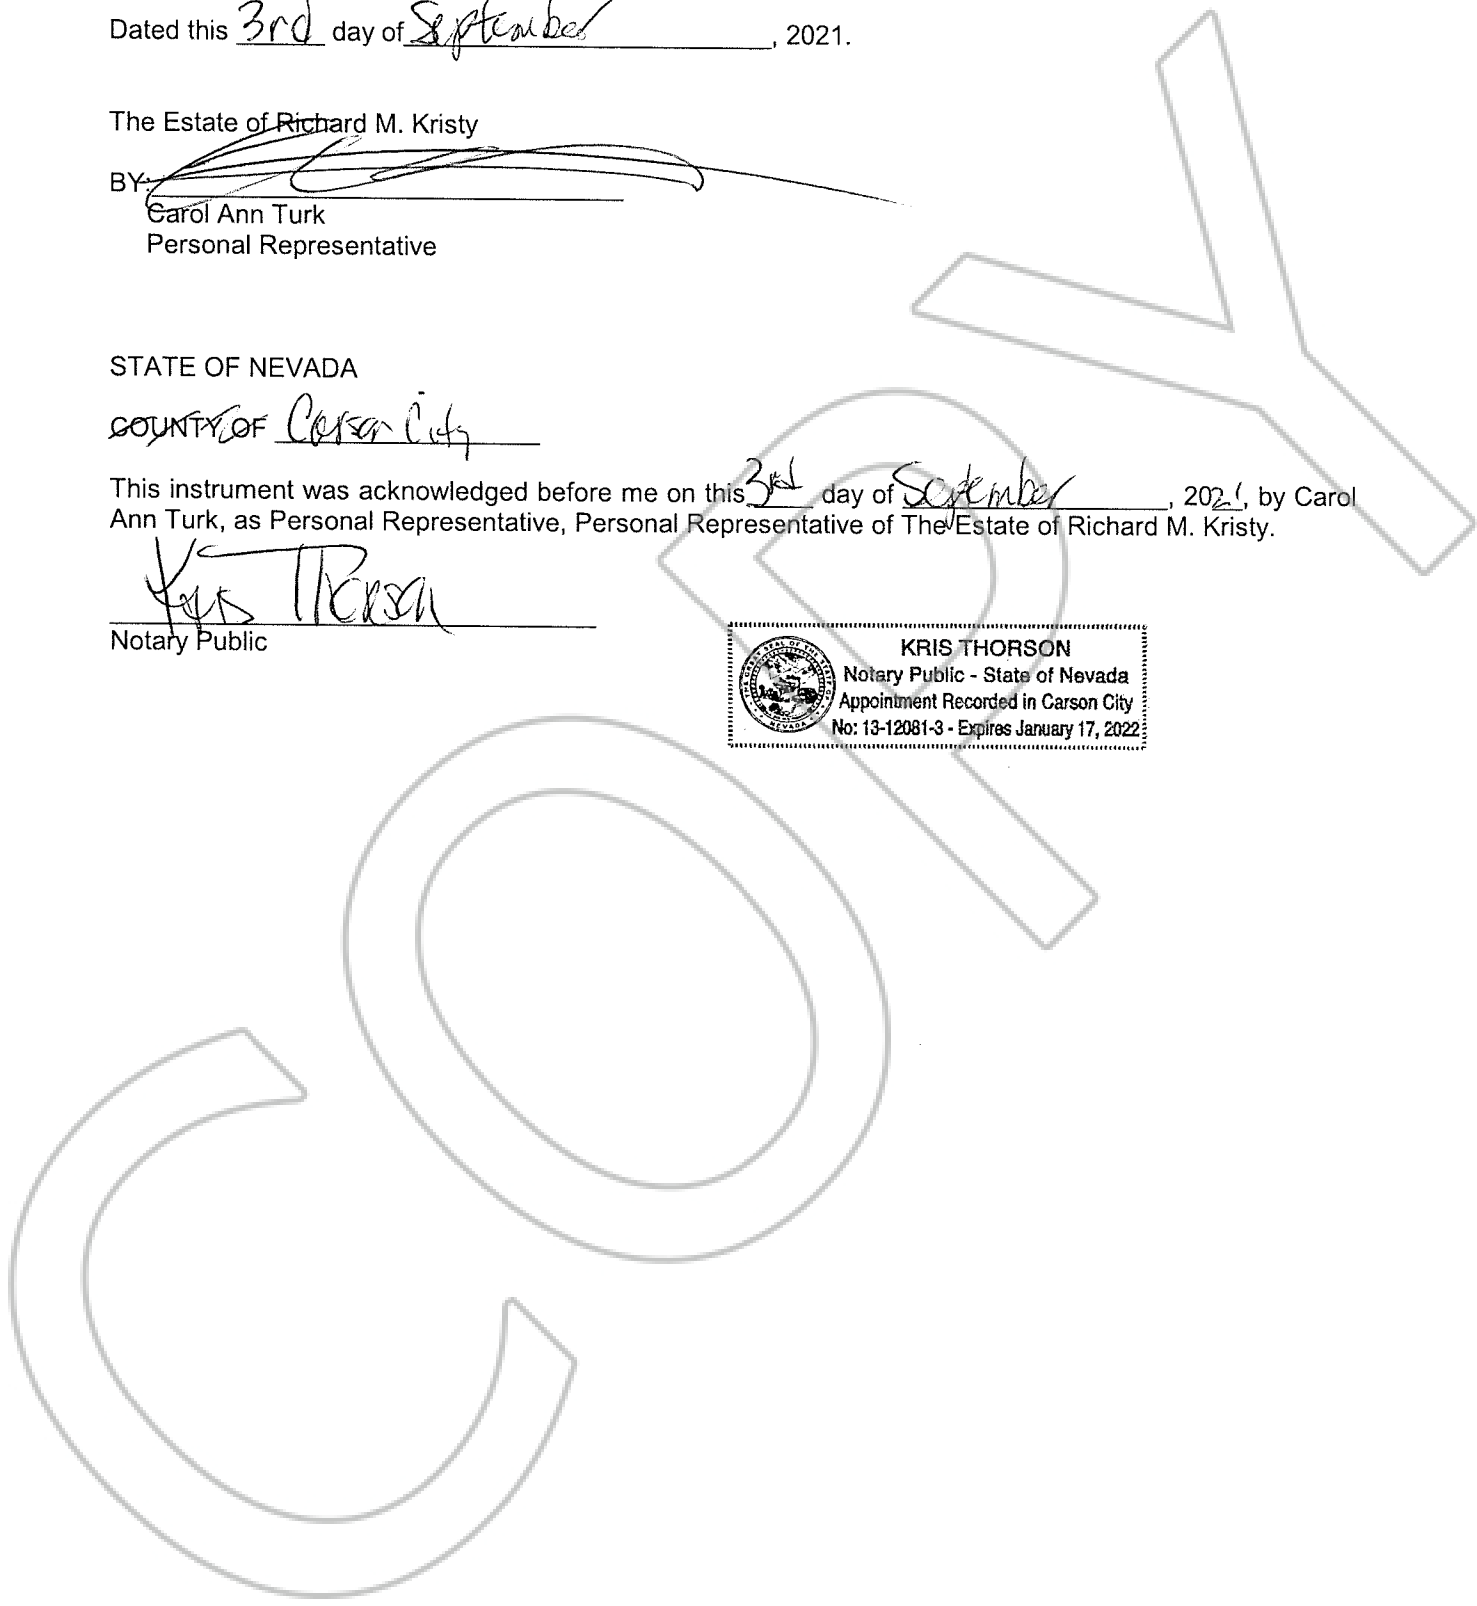 Dated this 3rd day of September, 2021.
The Estate of Richard M. Kristy
BY:
Carol Ann Turk
Personal Representative
STATE OF NEVADA
COUNTY OF Carson City
This instrument was acknowledged before me on this 3rd day of September, 2021, by Carol
Ann Turk, as Personal Representative, Personal Representative of The Estate of Richard M. Kristy.
Kris Thorson
Notary Public
KRIS THORSON
Notary Public - State of Nevada
Appointment Recorded in Carson City
No: 13-12081-3 - Expires January 17, 2022
COPY